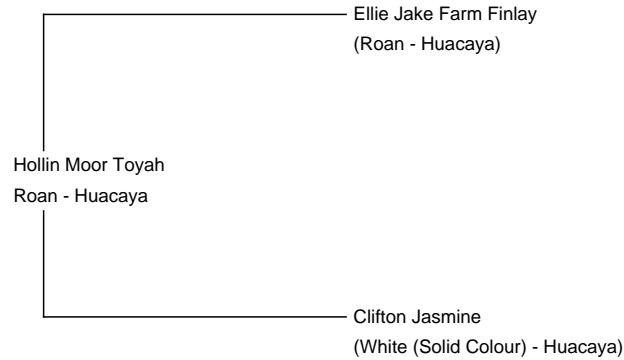 Ellie Jake Farm Finlay
(Roan - Huacaya)
Hollin Moor Toyah
Roan - Huacaya
Clifton Jasmine
(White (Solid Colour) - Huacaya)